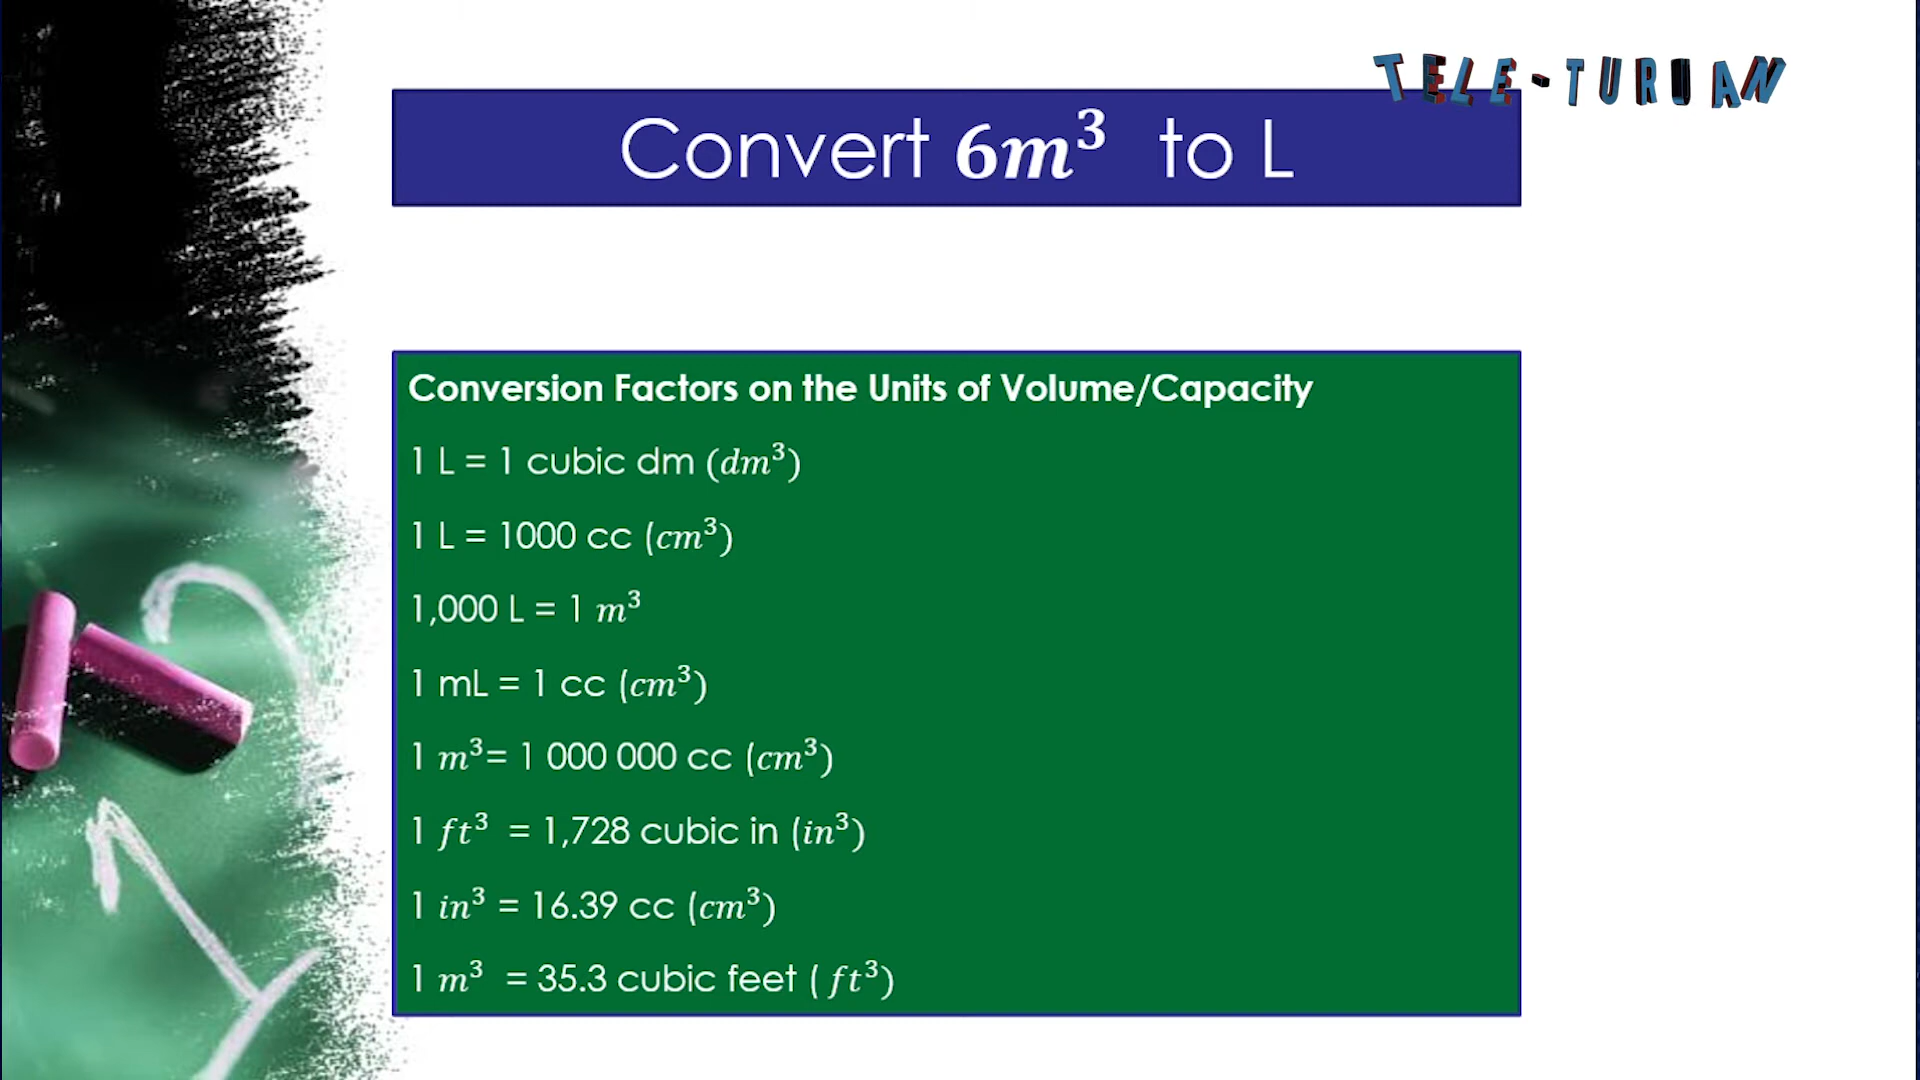 TELE-TURUAN
Convert 6m³ to L
Conversion Factors on the Units of Volume/Capacity
1 L = 1 cubic dm (dm³)
1 L = 1000 cc (cm³)
1,000 L = 1 m³
1 mL = 1 cc (cm³)
1 m³= 1 000 000 cc (cm³)
1 ft³ = 1,728 cubic in (in³)
1 in³ = 16.39 cc (cm³)
1 m³ = 35.3 cubic feet ( ft³)